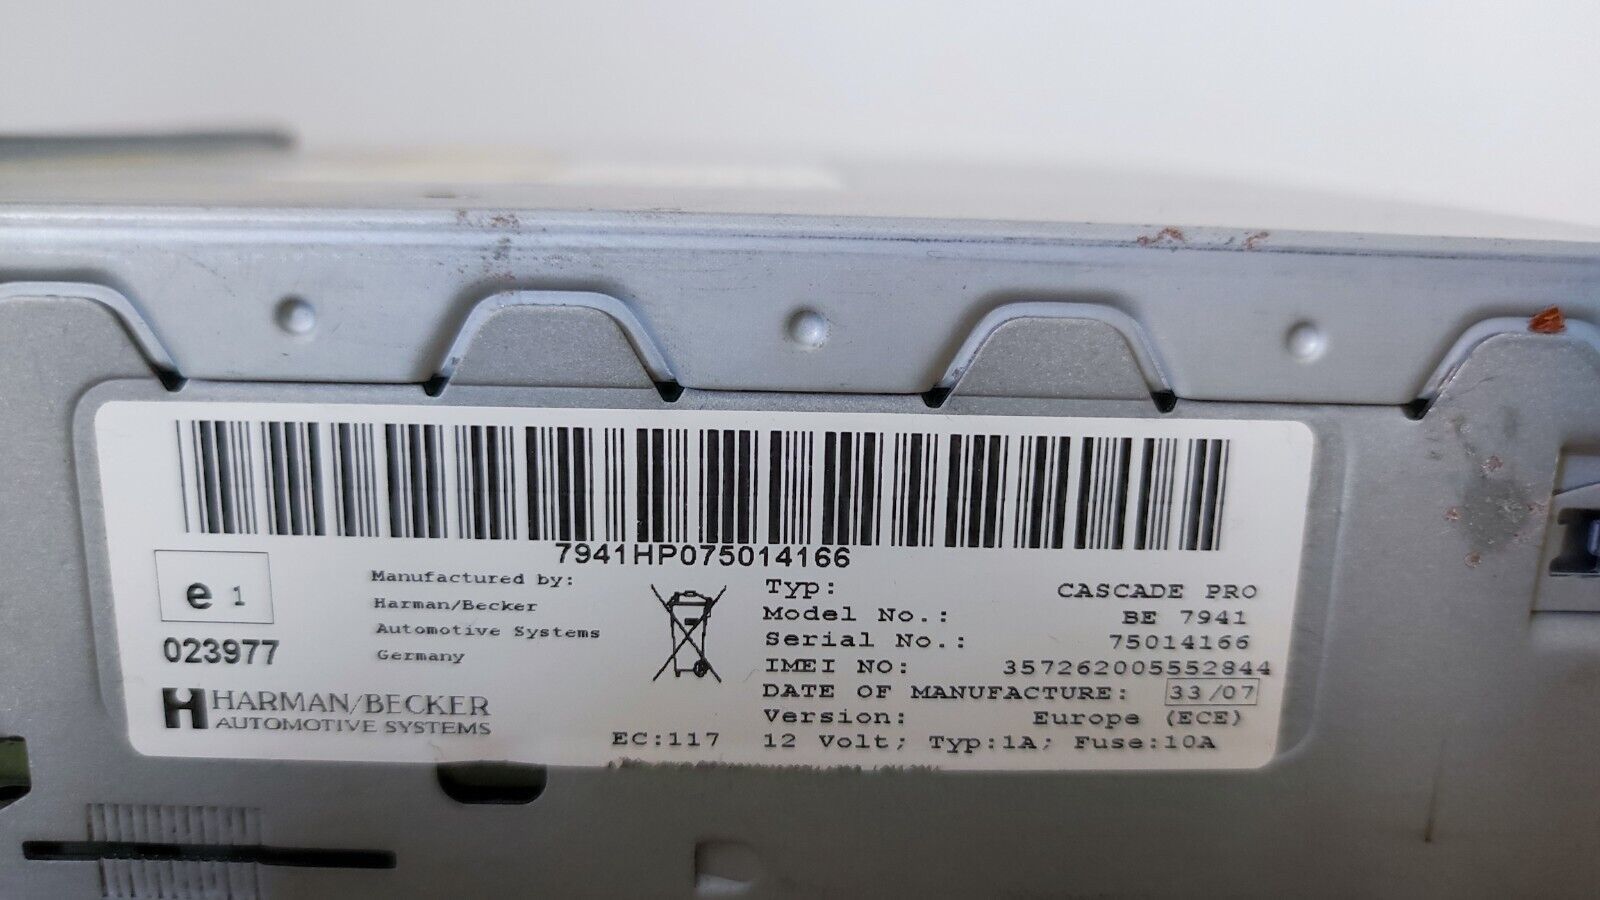 7941HP075014166
e 1
023977
Manufactured by:
Harman/Becker
Automotive Systems
Germany
HARMAN/BECKER
AUTOMOTIVE SYSTEMS
EC:117
Typ: CASCADE PRO
Model No.: BE 7941
Serial No.: 75014166
IMEI NO: 357262005552844
DATE OF MANUFACTURE: 33/07
Version: Europe (ECE)
12 Volt; Typ:1A; Fuse:10A